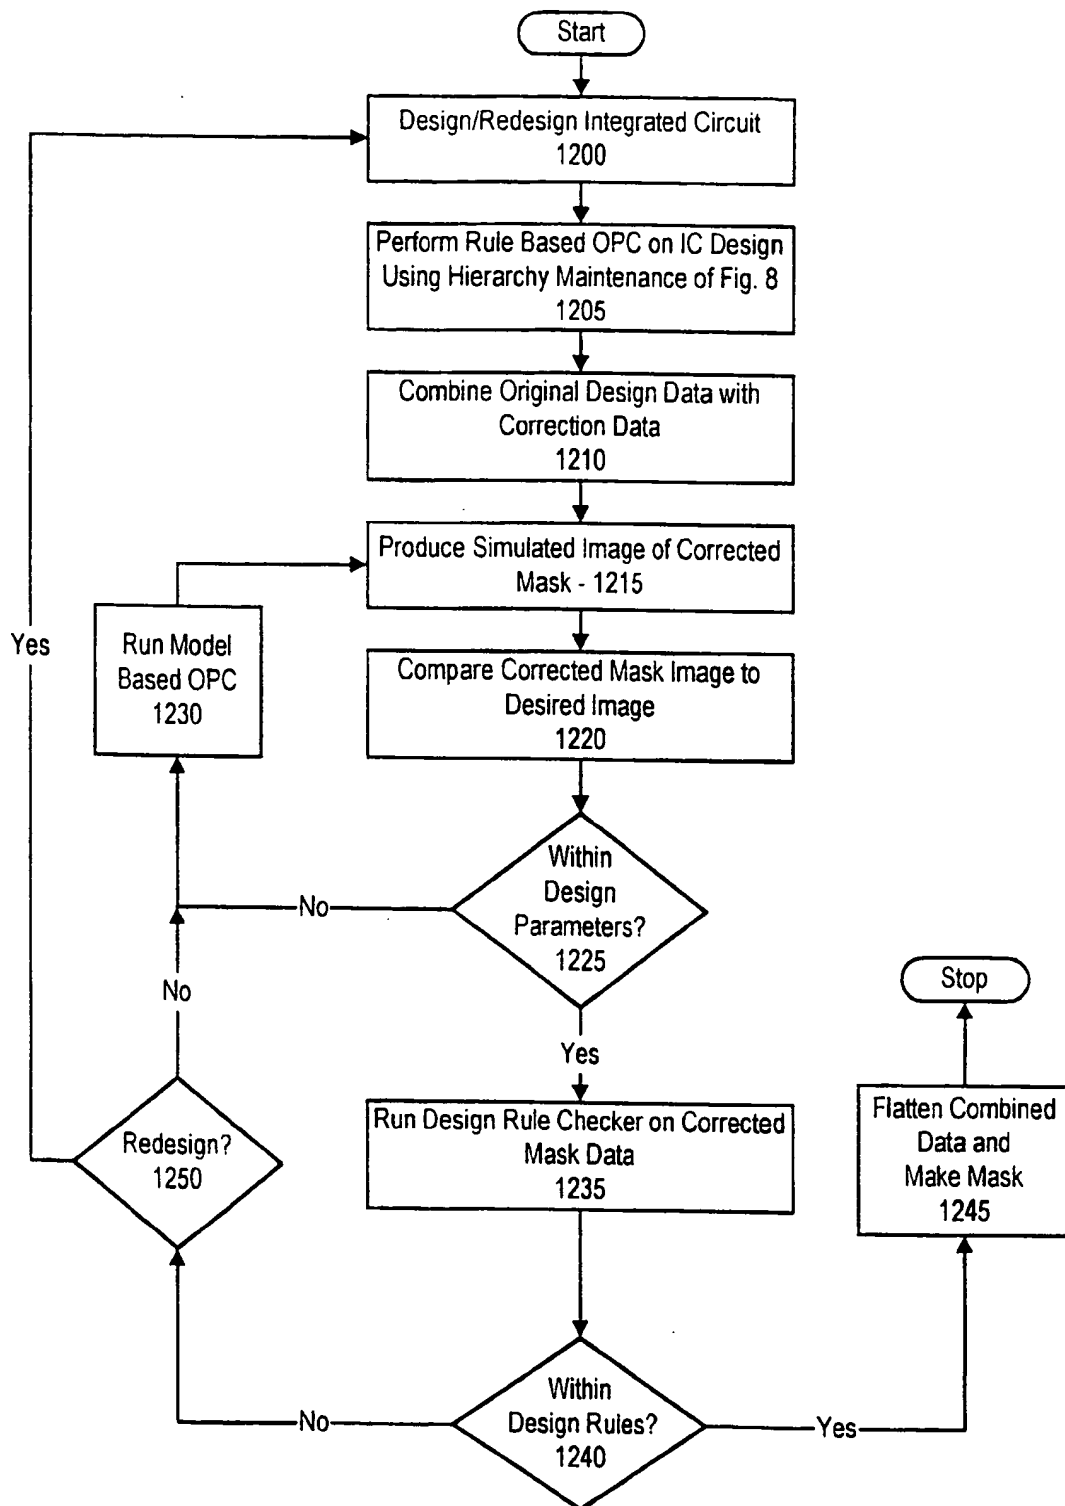 Start
Design/Redesign Integrated Circuit
1200
Perform Rule Based OPC on IC Design
Using Hierarchy Maintenance of Fig. 8
1205
Combine Original Design Data with
Correction Data
1210
Produce Simulated Image of Corrected
Mask - 1215
Yes
Run Model
Based OPC
1230
Compare Corrected Mask Image to
Desired Image
1220
Within
Design
Parameters?
1225
No
No
Stop
Yes
Redesign?
1250
Run Design Rule Checker on Corrected
Mask Data
1235
Flatten Combined
Data and
Make Mask
1245
Within
Design Rules?
1240
No
Yes